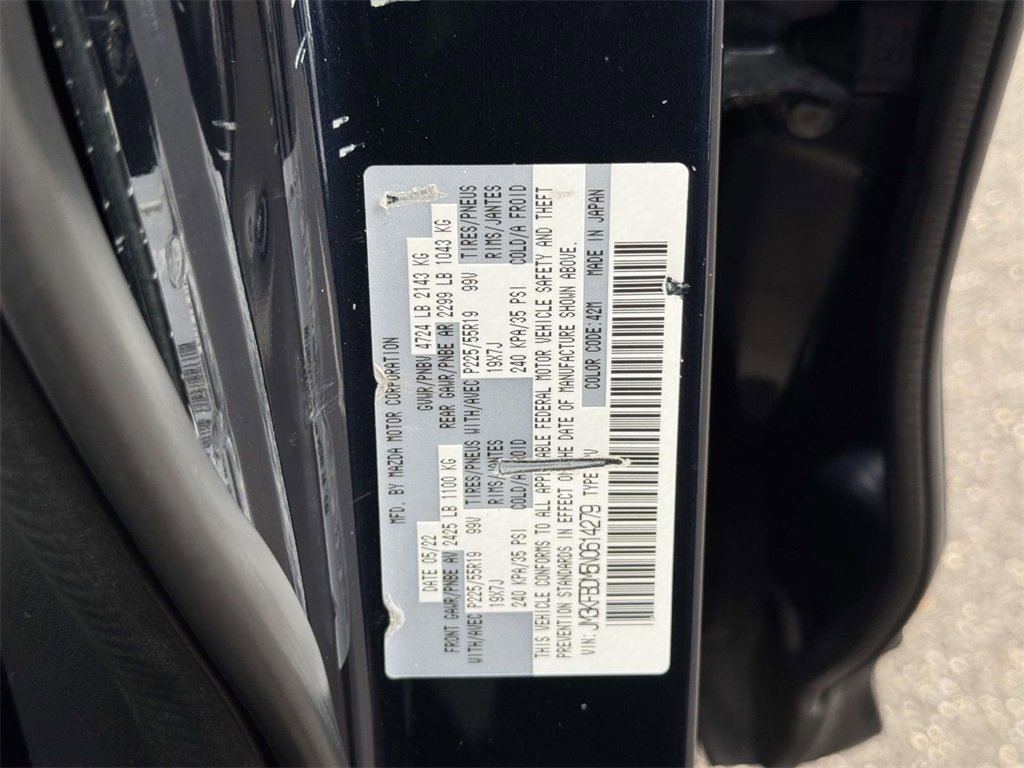 MFD. BY MAZDA MOTOR CORPORATION
DATE 05/22 GVWR/PNBV 4724 LB 2143 KG
FRONT GAWR/PNBE AV 2425 LB 1100 KG REAR GAWR/PNBE AR 2299 LB 1043 KG
WITH/AVEC P225/55R19 99V TIRES/PNEUS WITH/AVEC P225/55R19 99V TIRES/PNEUS
19X7J RIMS/JANTES 19X7J RIMS/JANTES
240 KPA/35 PSI COLD/A FROID 240 KPA/35 PSI COLD/A FROID
THIS VEHICLE CONFORMS TO ALL APPLICABLE FEDERAL MOTOR VEHICLE SAFETY AND THEFT
PREVENTION STANDARDS IN EFFECT ON THE DATE OF MANUFACTURE SHOWN ABOVE.
VIN: JM3KFBDM5N0614279 TYPE COLOR CODE:42M MADE IN JAPAN